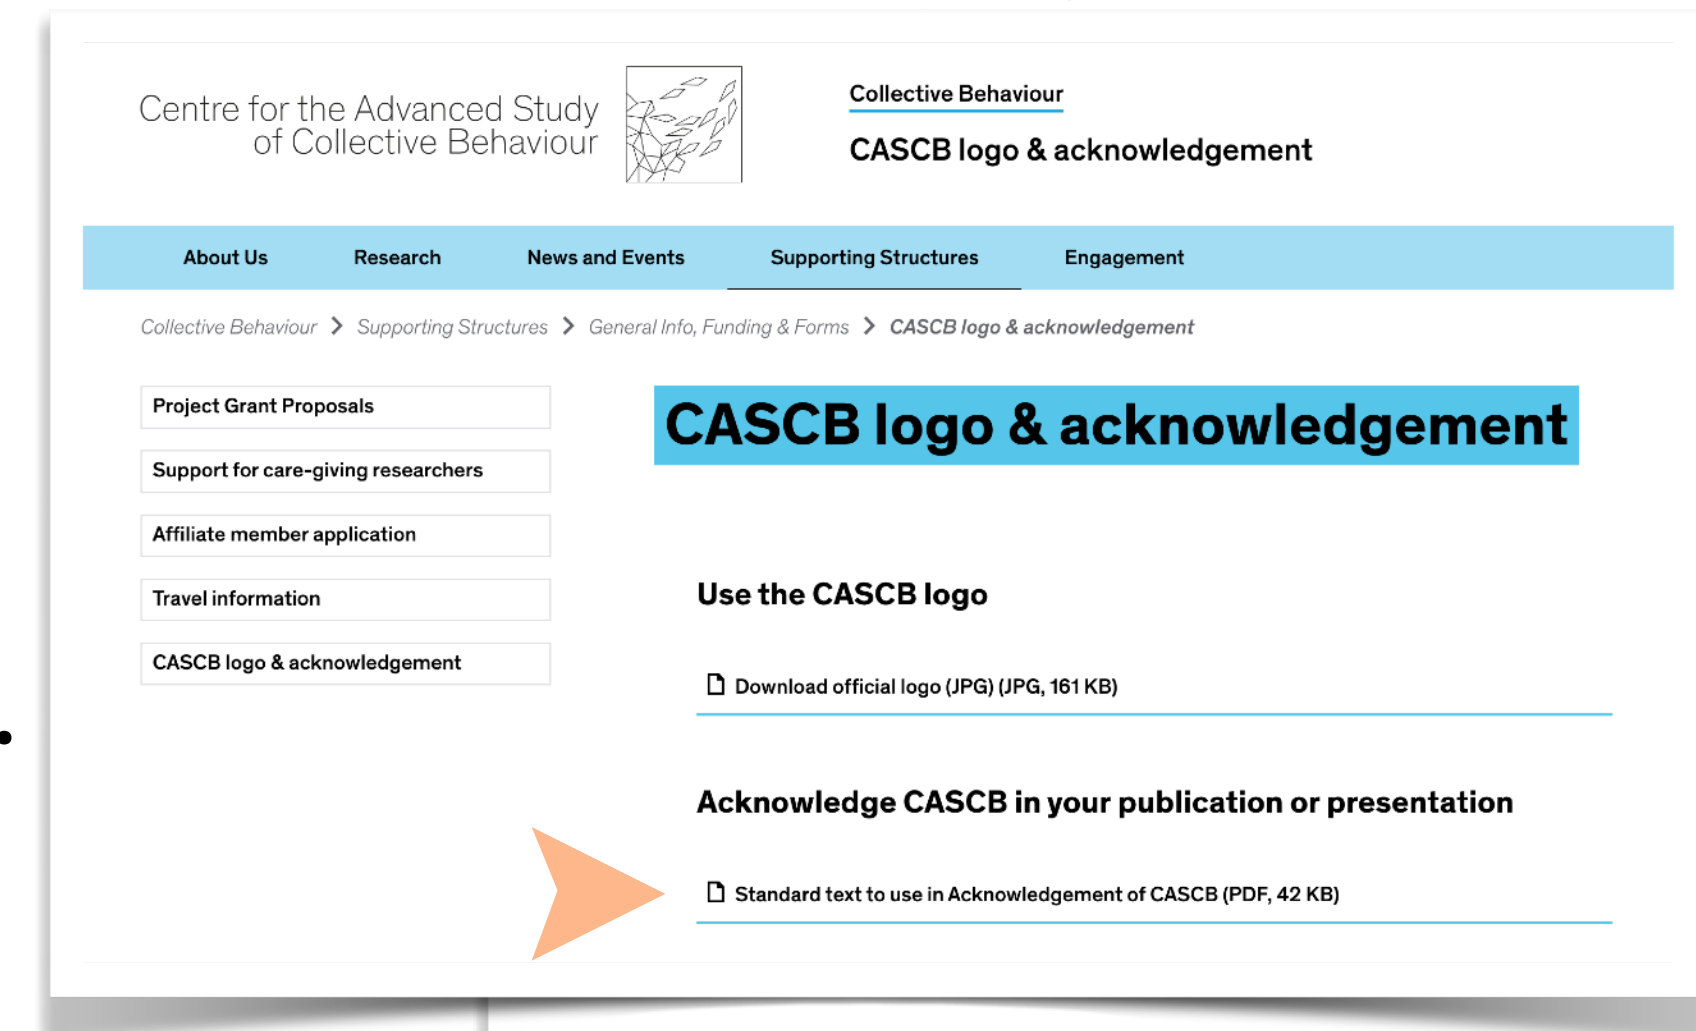 Centre for the Advanced Study
of Collective Behaviour
Collective Behaviour
CASCB logo & acknowledgement
About Us Research News and Events Supporting Structures Engagement
Collective Behaviour > Supporting Structures > General Info, Funding & Forms > CASCB logo & acknowledgement
Project Grant Proposals
Support for care-giving researchers
Affiliate member application
Travel information
CASCB logo & acknowledgement
CASCB logo & acknowledgement
Use the CASCB logo
Download official logo (JPG) (JPG, 161 KB)
Acknowledge CASCB in your publication or presentation
Standard text to use in Acknowledgement of CASCB (PDF, 42 KB)